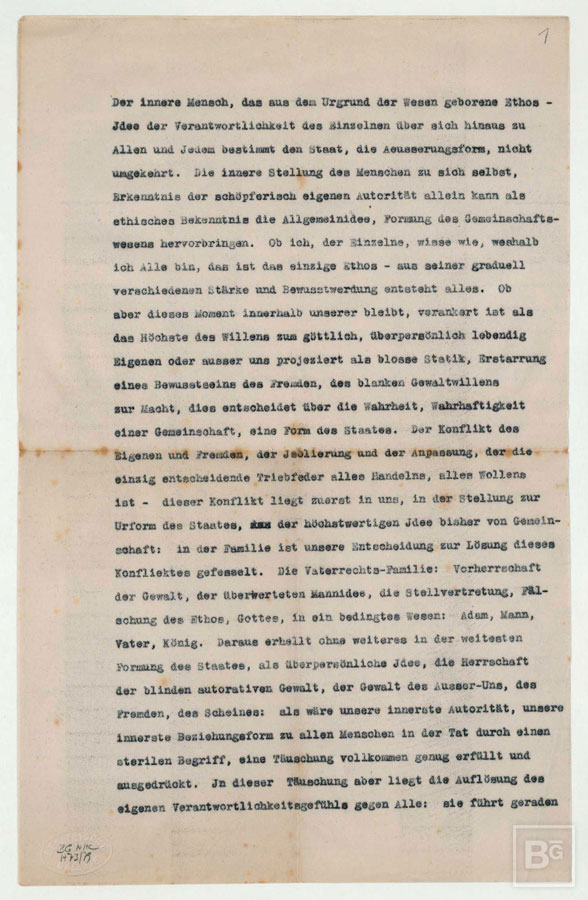 1
Der innere Mensch, das aus dem Urgrund der Wesen geborene Ethos -
Jdee der Verantwortlichkeit des Einzelnen über sich hinaus zu
Allen und Jedem bestimmt den Staat, die Aeusserungsform, nicht
umgekehrt. Die innere Stellung des Menschen zu sich selbst,
Erkenntnis der schöpferisch eigenen Autorität allein kann als
ethisches Bekenntnis die Allgemeinidee, Formung des Gemeinschafts-
wesens hervorbringen. Ob ich, der Einzelne, wisse wie, weshalb
ich Alle bin, das ist das einzige Ethos - aus seiner graduell
verschiedenen Stärke und Bewusstwerdung entsteht alles. Ob
aber dieses Moment innerhalb unserer bleibt, verankert ist als
das Höchste des Willens zum göttlich, überpersönlich lebendig
Eigenen oder ausser uns projeziert als blosse Statik, Erstarrung
eines Bewusstseins des Fremden, des blanken Gewaltwillens
zur Macht, dies entscheidet über die Wahrheit, Wahrhaftigkeit
einer Gemeinschaft, eine Form des Staates. Der Konflikt des
Eigenen und Fremden, der Jsolierung und der Anpassung, der die
einzig entscheidende Triebfeder alles Handelns, alles Wollens
ist - dieser Konflikt liegt zuerst in uns, in der Stellung zur
Urform des Staates, der höchstwertigen Jdee bisher von Gemein-
schaft: in der Familie ist unsere Entscheidung zur Lösung dieses
Konfliektes gefesselt. Die Vaterrechts-Familie: Vorherrschaft
der Gewalt, der überwerteten Mannidee, die Stellvertretung, Fäl-
schung des Ethos, Gottes, in ein bedingtes Wesen: Adam, Mann,
Vater, König. Daraus erhellt ohne weiteres in der weitesten
Formung des Staates, als überpersönliche Jdee, die Herrschaft
der blinden autorativen Gewalt, der Gewalt des Ausser-Uns, des
Fremden, des Scheines: als wäre unsere innerste Autorität, unsere
innerste Beziehungsform zu allen Menschen in der Tat durch einen
sterilen Begriff, eine Täuschung vollkommen genug erfüllt und
ausgedrückt. Jn dieser Täuschung aber liegt die Auflösung des
eigenen Verantwortlichkeitsgefühls gegen Alle: sie führt geraden
BG